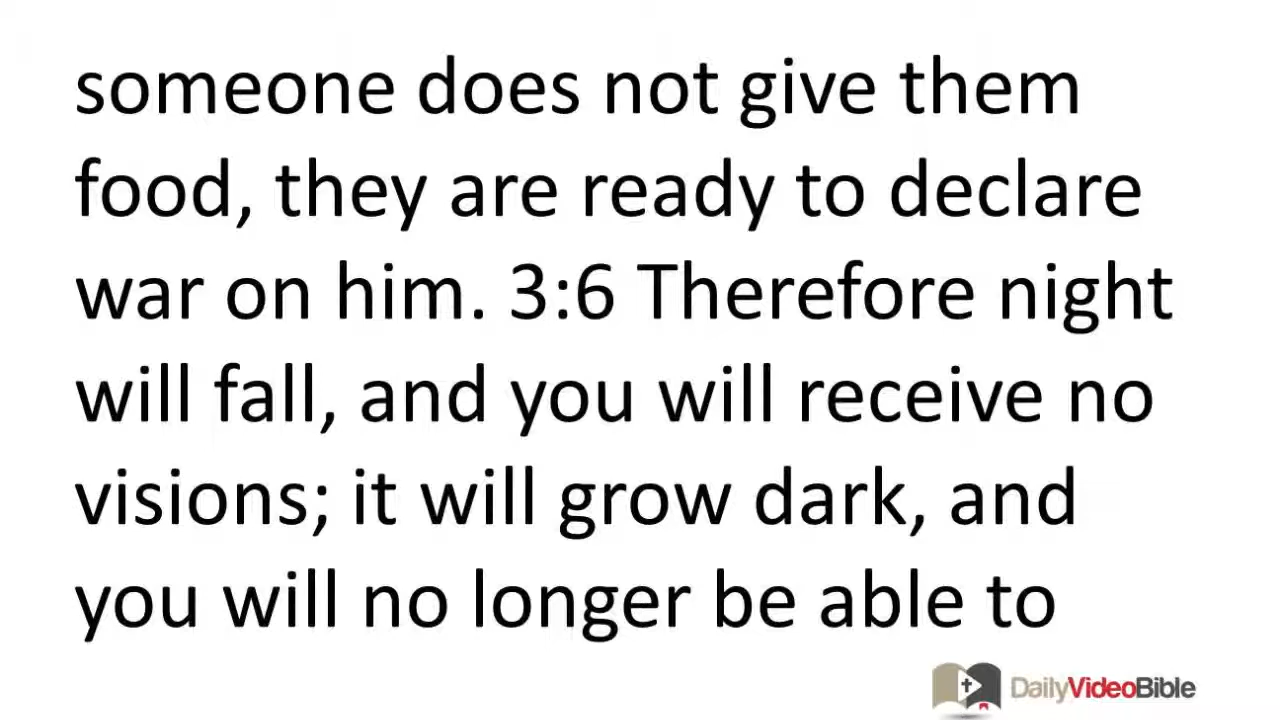 someone does not give them
food, they are ready to declare
war on him. 3:6 Therefore night
will fall, and you will receive no
visions; it will grow dark, and
you will no longer be able to
DailyVideoBible